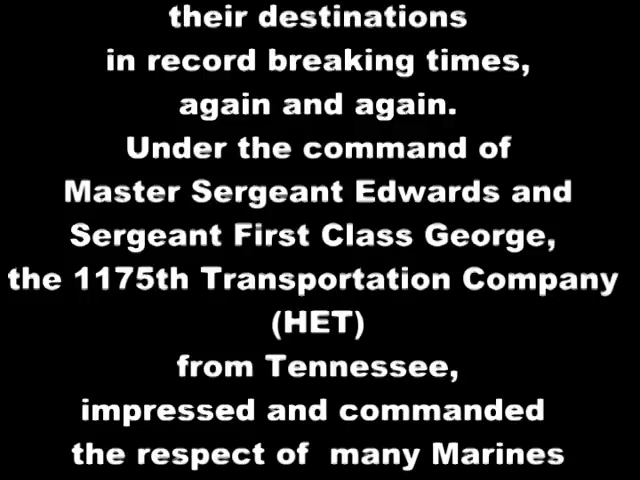 their destinations
in record breaking times,
again and again.
Under the command of
Master Sergeant Edwards and
Sergeant First Class George,
the 1175th Transportation Company
(HET)
from Tennessee,
impressed and commanded
the respect of  many Marines